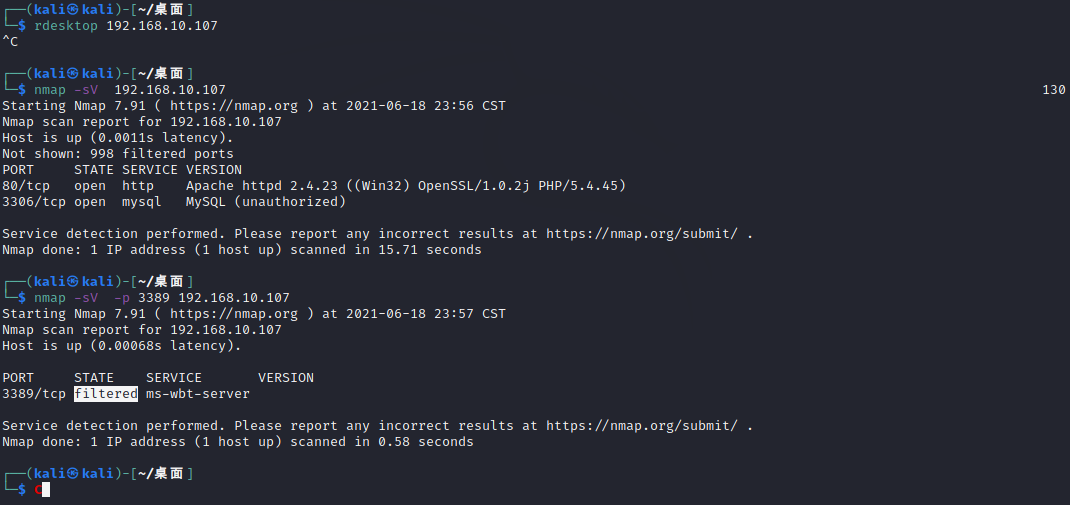 ┌──(kali㉿kali)-[~/桌面]
└─$ rdesktop 192.168.10.107
^C
┌──(kali㉿kali)-[~/桌面]
└─$ nmap -sV  192.168.10.107 130
Starting Nmap 7.91 ( https://nmap.org ) at 2021-06-18 23:56 CST
Nmap scan report for 192.168.10.107
Host is up (0.0011s latency).
Not shown: 998 filtered ports
PORT     STATE SERVICE VERSION
80/tcp   open  http    Apache httpd 2.4.23 ((Win32) OpenSSL/1.0.2j PHP/5.4.45)
3306/tcp open  mysql   MySQL (unauthorized)
Service detection performed. Please report any incorrect results at https://nmap.org/submit/ .
Nmap done: 1 IP address (1 host up) scanned in 15.71 seconds
┌──(kali㉿kali)-[~/桌面]
└─$ nmap -sV  -p 3389 192.168.10.107
Starting Nmap 7.91 ( https://nmap.org ) at 2021-06-18 23:57 CST
Nmap scan report for 192.168.10.107
Host is up (0.00068s latency).
PORT     STATE    SERVICE       VERSION
3389/tcp filtered ms-wbt-server
Service detection performed. Please report any incorrect results at https://nmap.org/submit/ .
Nmap done: 1 IP address (1 host up) scanned in 0.58 seconds
┌──(kali㉿kali)-[~/桌面]
└─$ c